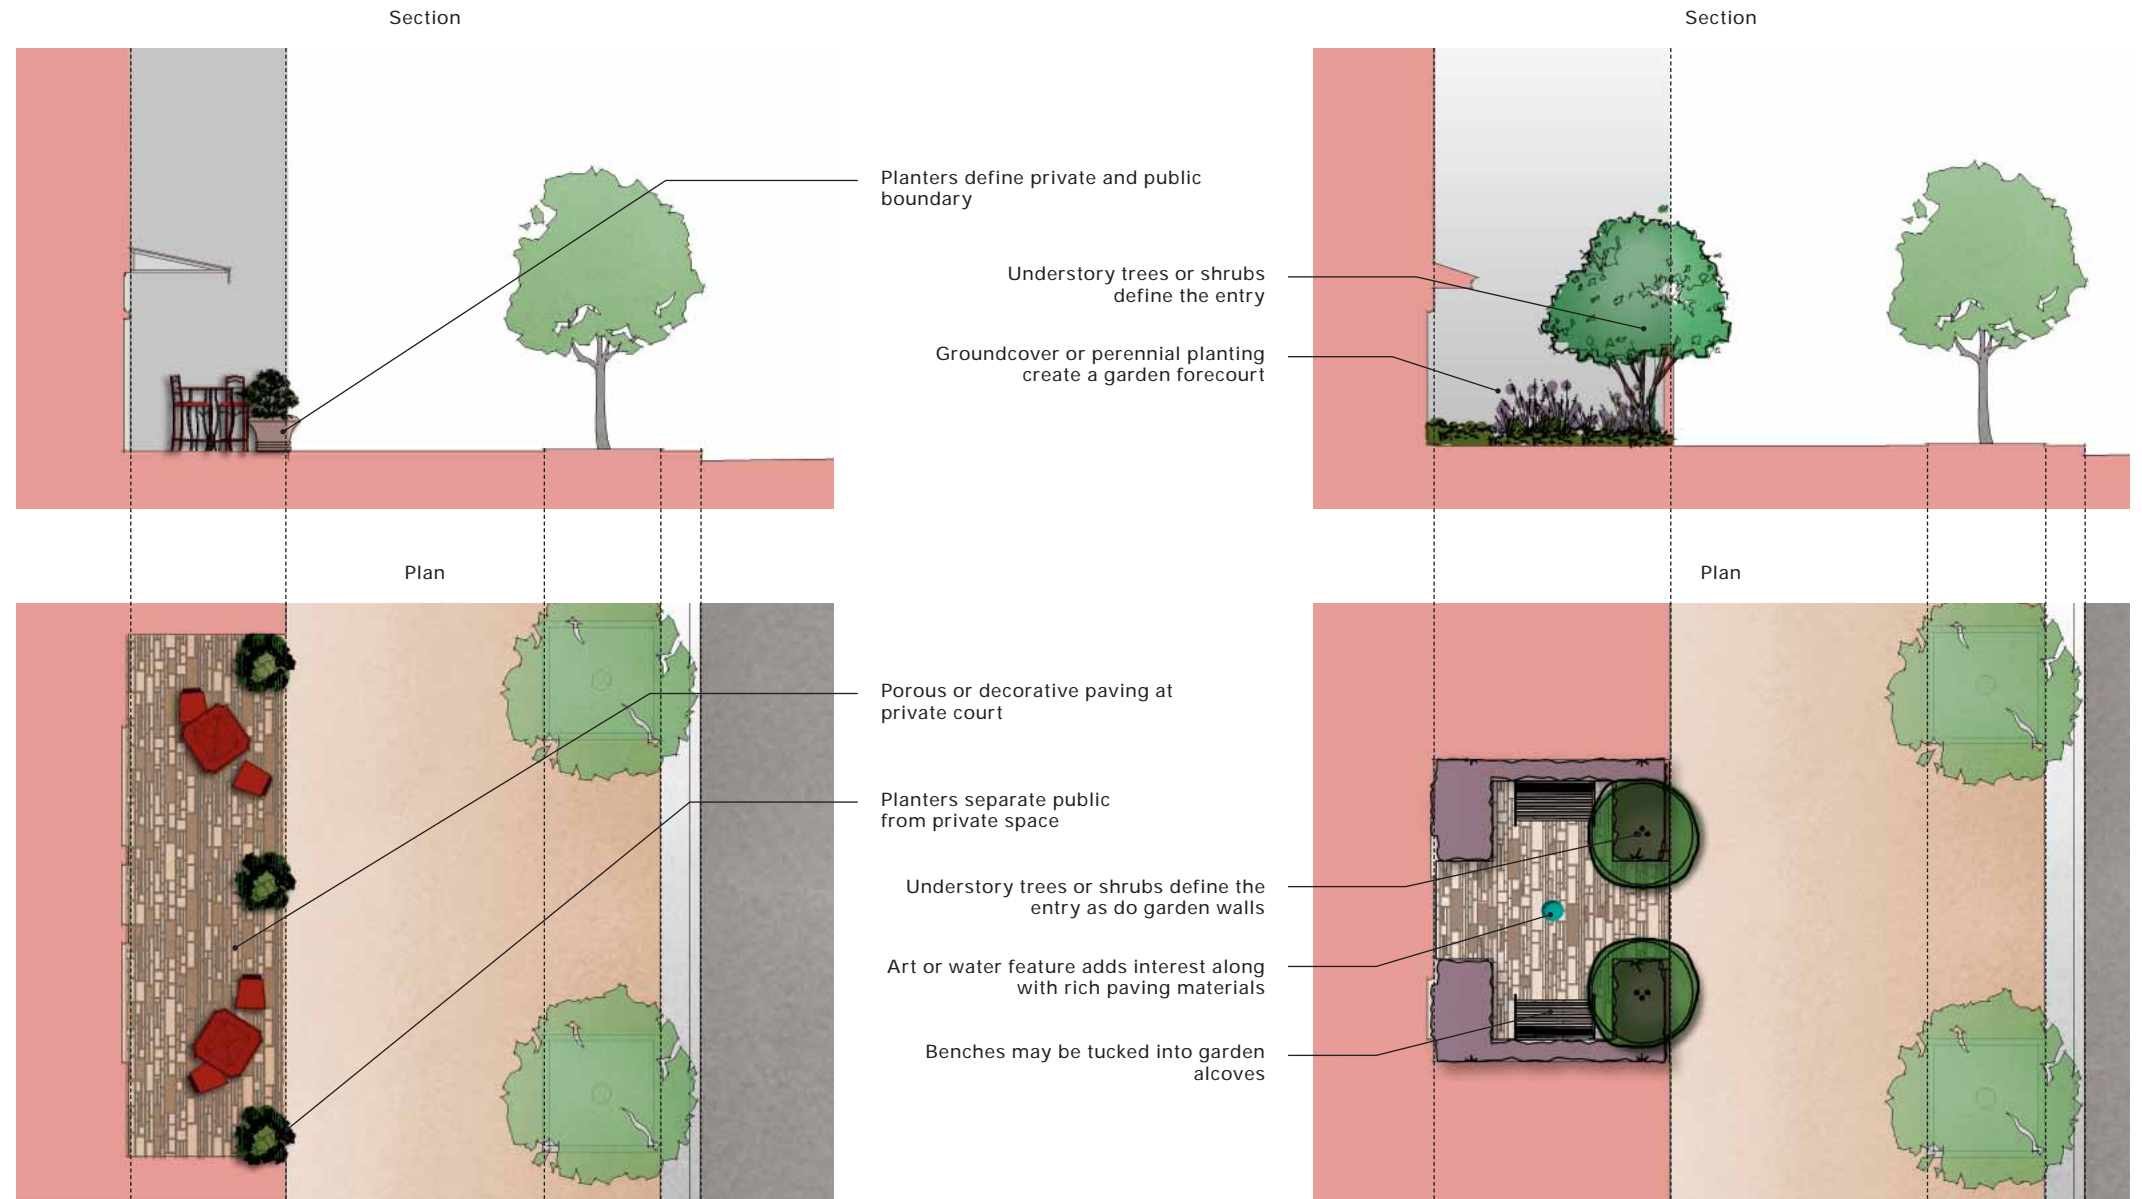 Section
Section
Planters define private and public
boundary
Understory trees or shrubs
define the entry
Groundcover or perennial planting
create a garden forecourt
Plan
Plan
Porous or decorative paving at
private court
Planters separate public
from private space
Understory trees or shrubs define the
entry as do garden walls
Art or water feature adds interest along
with rich paving materials
Benches may be tucked into garden
alcoves